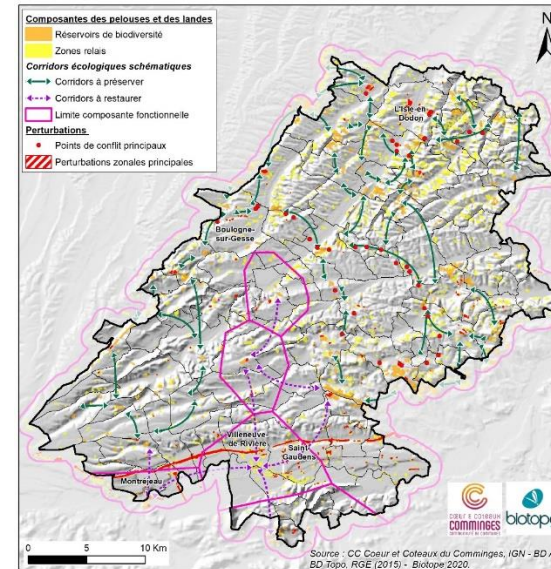 Composantes des pelouses et des landes
Réservoirs de biodiversité
Zones relais
Corridors écologiques schématiques
Corridors à préserver
Corridors à restaurer
Limite composante fonctionnelle
Perturbations
Points de conflit principaux
Perturbations zonales principales
N
L'Isle-en
Dodon
Boulogne-
sur-Gesse
Villeneuve-
de-Rivière
Saint-
Gaudens
Montréjeau
0 5 10 Km
CŒUR & COTEAUX
COMMINGES
biotope
Source : CC Coeur et Coteaux du Comminges, IGN - BD A
BD Topo, RGE (2015) - Biotope 2020.